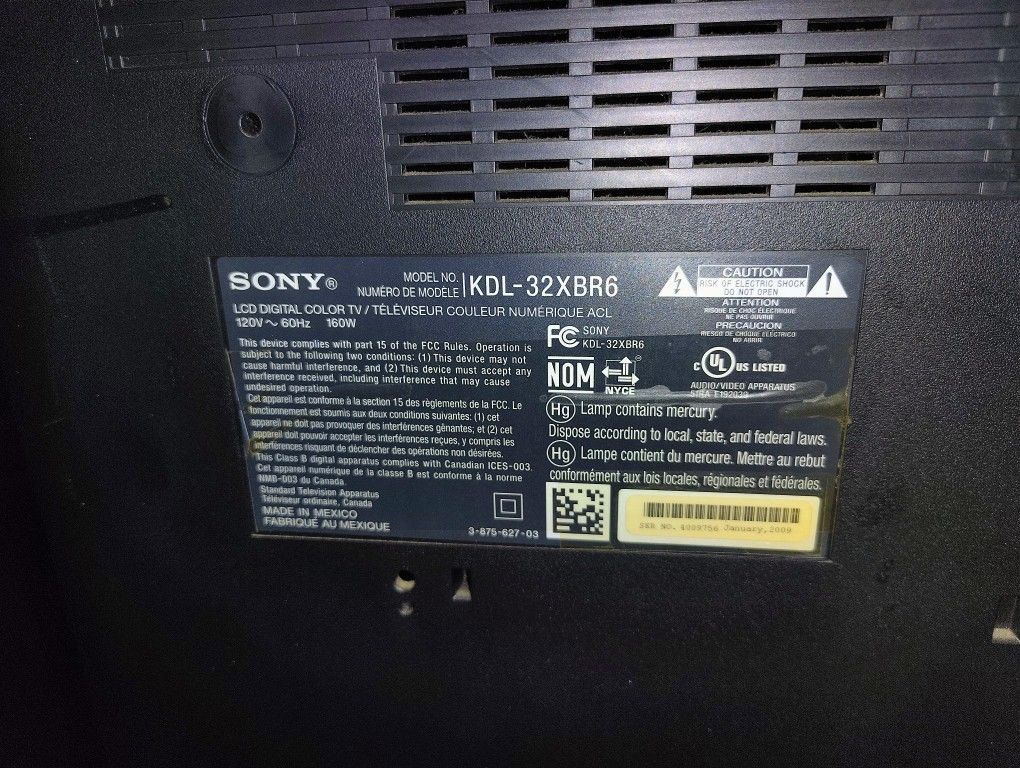 SONY®
MODEL NO.
NUMÉRO DE MODÈLE
KDL-32XBR6
LCD DIGITAL COLOR TV / TÉLÉVISEUR COULEUR NUMÉRIQUE ACL
120V ~ 60Hz 160W
This device complies with part 15 of the FCC Rules. Operation is
subject to the following two conditions: (1) This device may not
cause harmful interference, and (2) This device must accept any
interference received, including interference that may cause
undesired operation.
Cet appareil est conforme à la section 15 des règlements de la FCC. Le
fonctionnement est soumis aux deux conditions suivantes: (1) cet
appareil ne doit pas provoquer des interférences gênantes; et (2) cet
appareil doit pouvoir accepter les interférences reçues, y compris les
interférences risquant de déclencher des opérations non désirées.
This Class B digital apparatus complies with Canadian ICES-003.
Cet appareil numérique de la classe B est conforme à la norme
NMB-003 du Canada.
Standard Television Apparatus
Téléviseur ordinaire, Canada
MADE IN MEXICO
FABRIQUÉ AU MEXIQUE
3-875-627-03
CAUTION
RISK OF ELECTRIC SHOCK
DO NOT OPEN
ATTENTION
RISQUE DE CHOC ÉLECTRIQUE
NE PAS OUVRIR
PRECAUCION
RIESGO DE CHOQUE ELECTRICO
NO ABRIR
FC SONY
KDL-32XBR6
NOM
NYCE
C UL US LISTED
AUDIO/VIDEO APPARATUS
Hg Lamp contains mercury.
Dispose according to local, state, and federal laws.
Hg Lampe contient du mercure. Mettre au rebut
conformément aux lois locales, régionales et fédérales.
SER NO. 4009756 January, 2009